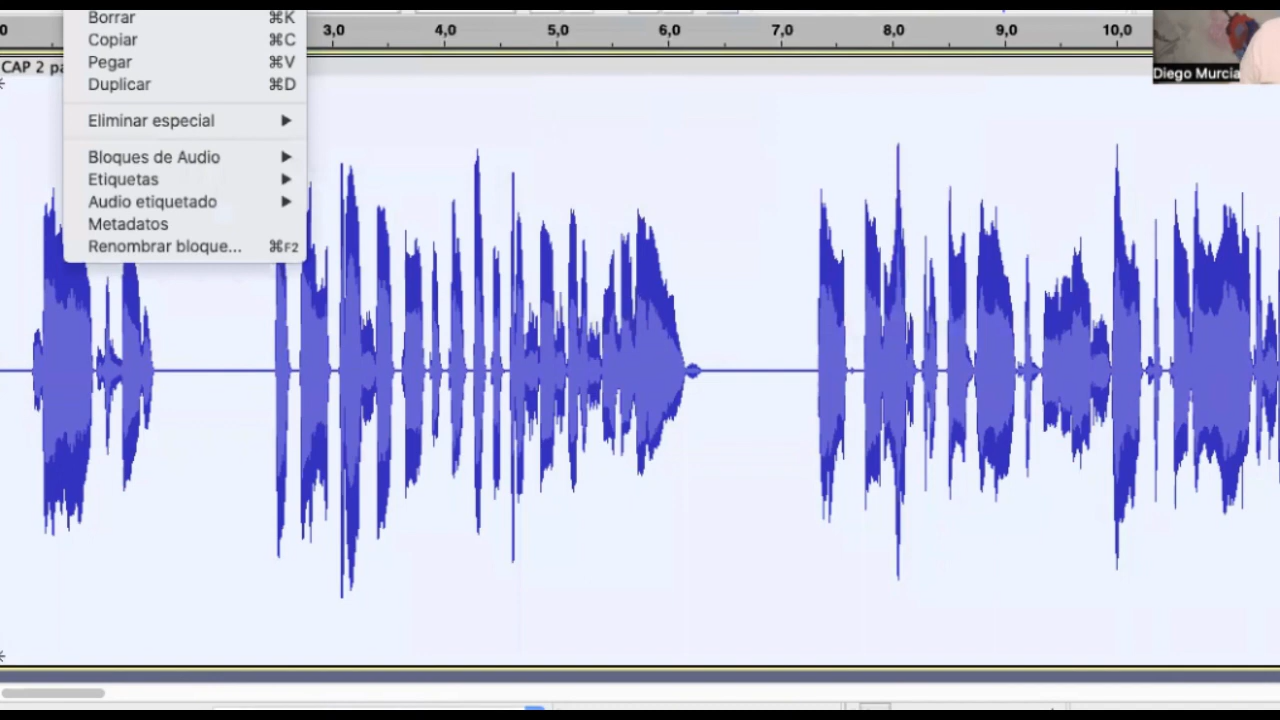 Borrar ⌘K
Copiar ⌘C
Pegar ⌘V
Duplicar ⌘D
Eliminar especial
Bloques de Audio
Etiquetas
Audio etiquetado
Metadatos
Renombrar bloque... ⌘F2
0 3,0 4,0 5,0 6,0 7,0 8,0 9,0 10,0
CAP 2
Diego Murcia